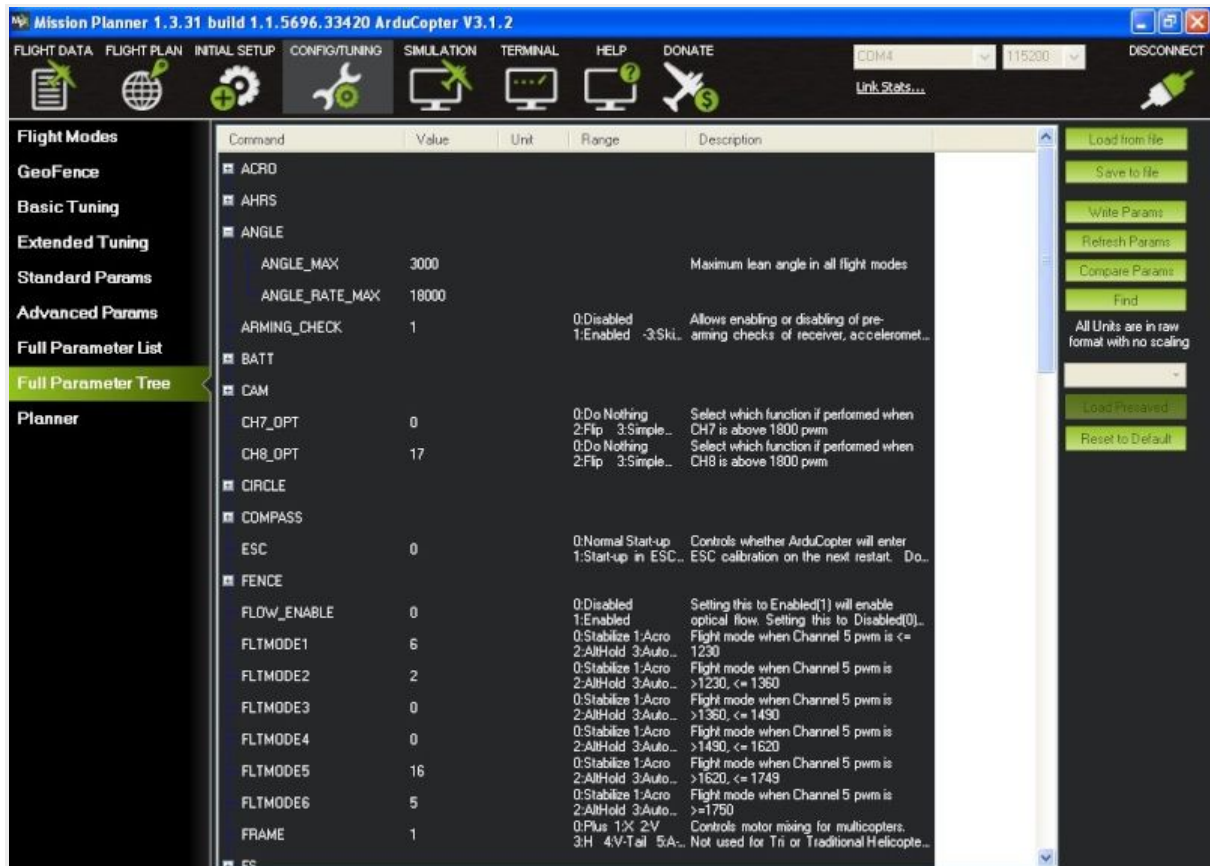 Mission Planner 1.3.31 build 1.1.5696.33420 ArduCopter V3.1.2
FLIGHT DATA FLIGHT PLAN INITIAL SETUP CONFIG/TUNING SIMULATION TERMINAL HELP DONATE COM4 115200 DISCONNECT
Link Stats...
Flight Modes
GeoFence
Basic Tuning
Extended Tuning
Standard Params
Advanced Params
Full Parameter List
Full Parameter Tree
Planner
Command Value Unit Range Description
ACRO
AHRS
ANGLE
ANGLE_MAX 3000 Maximum lean angle in all flight modes
ANGLE_RATE_MAX 18000
ARMING_CHECK 1 0:Disabled Allows enabling or disabling of pre-
1:Enabled -3:Ski... arming checks of receiver, acceleromet...
BATT
CAM
CH7_OPT 0 0:Do Nothing Select which function if performed when
2:Flip 3:Simple... CH7 is above 1800 pwm
CH8_OPT 17 0:Do Nothing Select which function if performed when
2:Flip 3:Simple... CH8 is above 1800 pwm
CIRCLE
COMPASS
ESC 0 0:Normal Start-up Controls whether ArduCopter will enter
1:Start-up in ESC... ESC calibration on the next restart. Do...
FENCE
FLOW_ENABLE 0 0:Disabled Setting this to Enabled(1) will enable
1:Enabled optical flow. Setting this to Disabled(0)...
FLTMODE1 6 0:Stabilize 1:Acro Flight mode when Channel 5 pwm is <=
2:AltHold 3:Auto... 1230
FLTMODE2 2 0:Stabilize 1:Acro Flight mode when Channel 5 pwm is
2:AltHold 3:Auto... >1230, <= 1360
FLTMODE3 0 0:Stabilize 1:Acro Flight mode when Channel 5 pwm is
2:AltHold 3:Auto... >1360, <= 1490
FLTMODE4 0 0:Stabilize 1:Acro Flight mode when Channel 5 pwm is
2:AltHold 3:Auto... >1490, <= 1620
FLTMODE5 16 0:Stabilize 1:Acro Flight mode when Channel 5 pwm is
2:AltHold 3:Auto... >1620, <= 1749
FLTMODE6 5 0:Stabilize 1:Acro Flight mode when Channel 5 pwm is
2:AltHold 3:Auto... >=1750
FRAME 1 0:Plus 1:X 2:V Controls motor mixing for multicopters.
3:H 4:V-Tail 5:A-... Not used for Tri or Traditional Helicopte...
FS
Load from file
Save to file
Write Params
Refresh Params
Compare Params
Find
All Units are in raw
format with no scaling
Load Presaved
Reset to Default